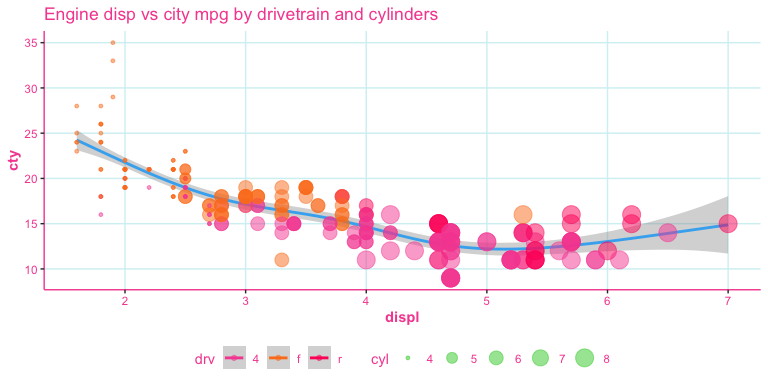 Engine disp vs city mpg by drivetrain and cylinders
cty
35
30
25
20
15
10
2 3 4 5 6 7
displ
drv 4 f r cyl 4 5 6 7 8